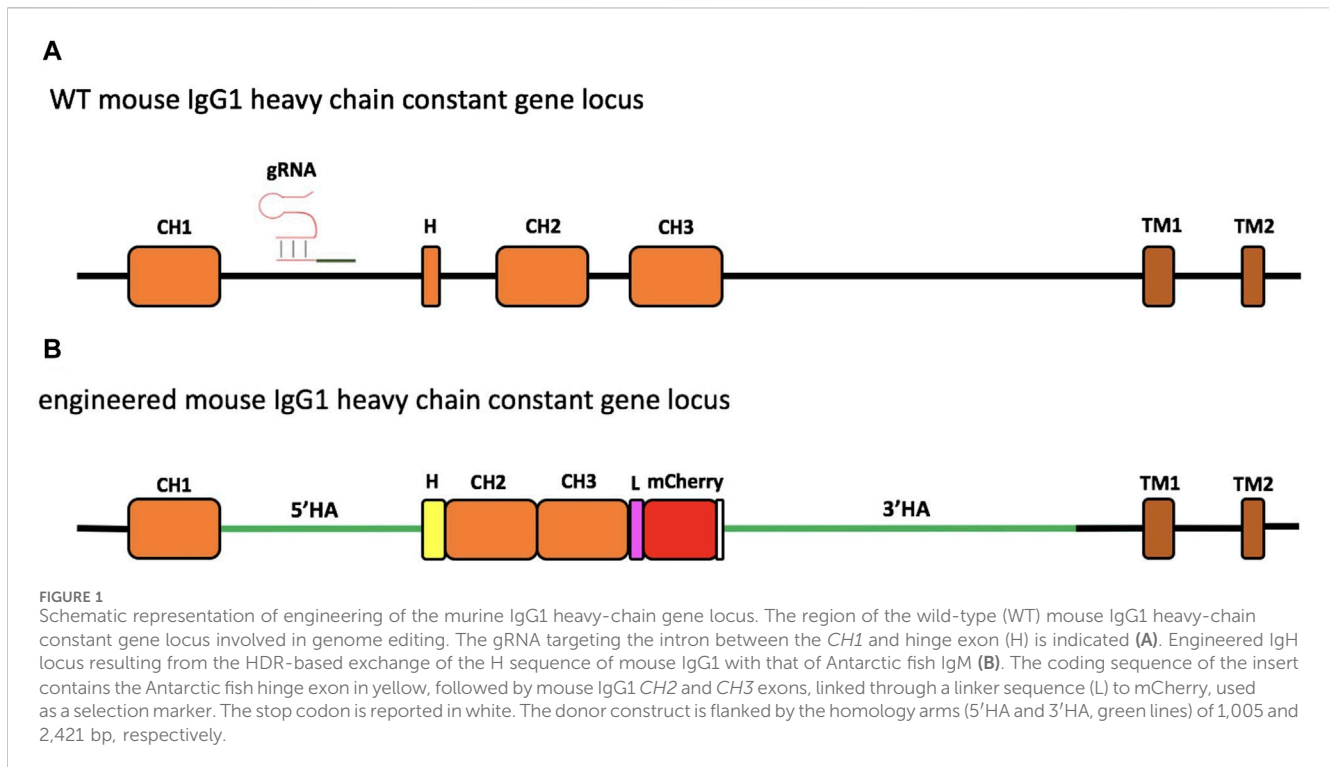 A
WT mouse IgG1 heavy chain constant gene locus
gRNA
CH1
H
CH2
CH3
TM1
TM2
B
engineered mouse IgG1 heavy chain constant gene locus
CH1
5'HA
H
CH2
CH3
L
mCherry
3'HA
TM1
TM2
FIGURE 1
Schematic representation of engineering of the murine IgG1 heavy-chain gene locus. The region of the wild-type (WT) mouse IgG1 heavy-chain
constant gene locus involved in genome editing. The gRNA targeting the intron between the CH1 and hinge exon (H) is indicated (A). Engineered IgH
locus resulting from the HDR-based exchange of the H sequence of mouse IgG1 with that of Antarctic fish IgM (B). The coding sequence of the insert
contains the Antarctic fish hinge exon in yellow, followed by mouse IgG1 CH2 and CH3 exons, linked through a linker sequence (L) to mCherry, used
as a selection marker. The stop codon is reported in white. The donor construct is flanked by the homology arms (5′HA and 3′HA, green lines) of 1,005 and
2,421 bp, respectively.